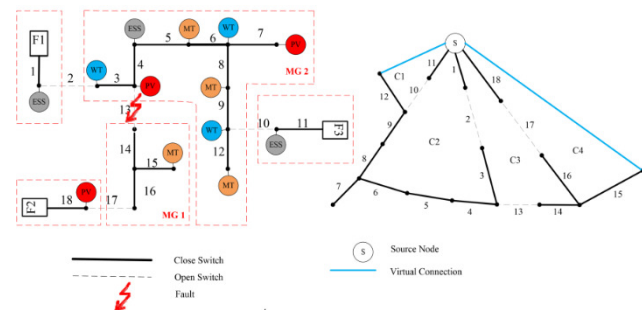 F1
1
ESS
2
WT
3
PV
4
ESS
5
MT
6
WT
7
PV
8
MT
9
WT
10
ESS
11
F3
12
MT
MG 2
13
14
15
MT
16
MG 1
F2
18
PV
17
S
C1
11
1
18
10
12
2
17
9
C2
C3
C4
8
3
16
15
7
6
5
4
13
14
Close Switch
Open Switch
Fault
S
Source Node
Virtual Connection